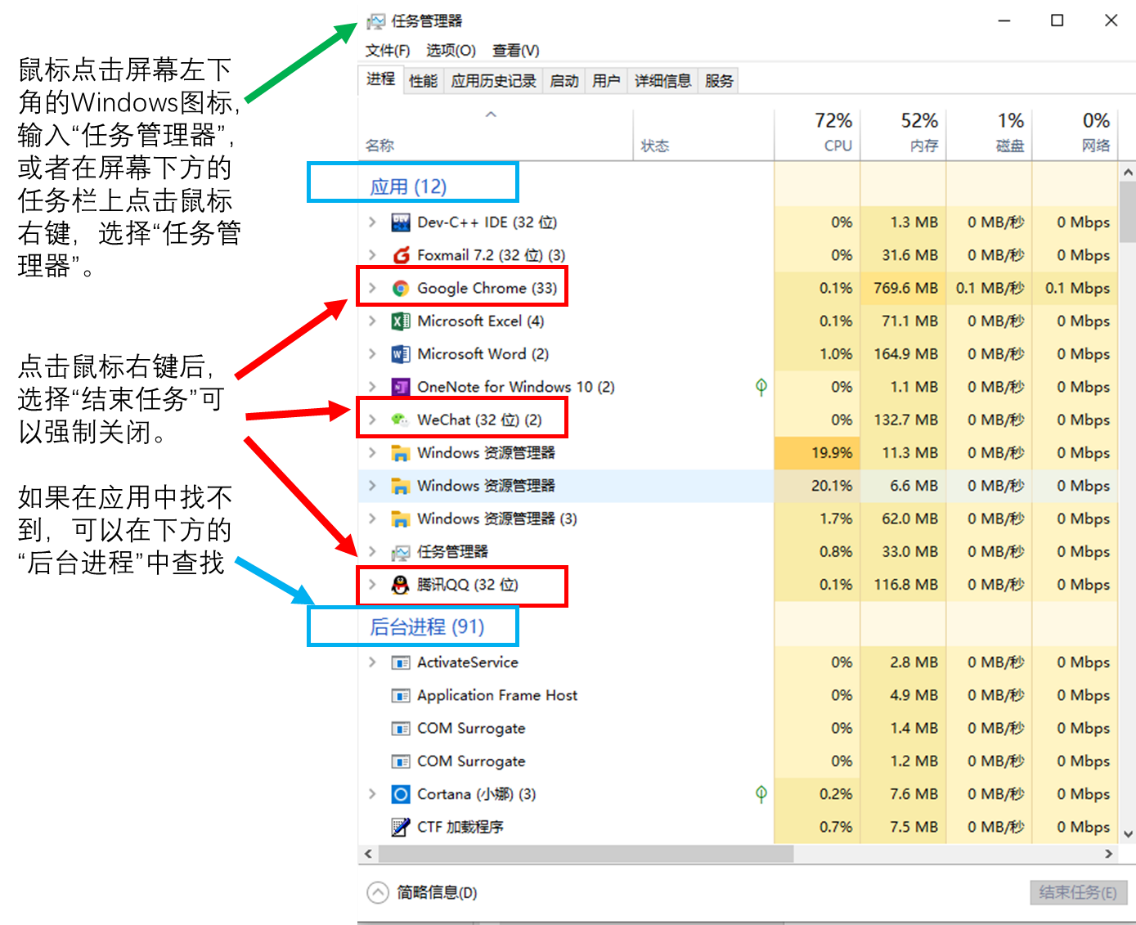 鼠标点击屏幕左下
角的Windows图标,
输入“任务管理器”,
或者在屏幕下方的
任务栏上点击鼠标
右键，选择“任务管
理器”。
点击鼠标右键后,
选择“结束任务”可
以强制关闭。
如果在应用中找不
到，可以在下方的
“后台进程”中查找
任务管理器
文件(F) 选项(O) 查看(V)
进程 性能 应用历史记录 启动 用户 详细信息 服务
72% 52% 1% 0%
名称 状态 CPU 内存 磁盘 网络
应用 (12)
Dev-C++ IDE (32 位) 0% 1.3 MB 0 MB/秒 0 Mbps
Foxmail 7.2 (32 位) (3) 0% 31.6 MB 0 MB/秒 0 Mbps
Google Chrome (33) 0.1% 769.6 MB 0.1 MB/秒 0.1 Mbps
Microsoft Excel (4) 0.1% 71.1 MB 0 MB/秒 0 Mbps
Microsoft Word (2) 1.0% 164.9 MB 0 MB/秒 0 Mbps
OneNote for Windows 10 (2) 0% 1.1 MB 0 MB/秒 0 Mbps
WeChat (32 位) (2) 0% 132.7 MB 0 MB/秒 0 Mbps
Windows 资源管理器 19.9% 11.3 MB 0 MB/秒 0 Mbps
Windows 资源管理器 20.1% 6.6 MB 0 MB/秒 0 Mbps
Windows 资源管理器 (3) 1.7% 62.0 MB 0 MB/秒 0 Mbps
任务管理器 0.8% 33.0 MB 0 MB/秒 0 Mbps
腾讯QQ (32 位) 0.1% 116.8 MB 0 MB/秒 0 Mbps
后台进程 (91)
ActivateService 0% 2.8 MB 0 MB/秒 0 Mbps
Application Frame Host 0% 4.9 MB 0 MB/秒 0 Mbps
COM Surrogate 0% 1.4 MB 0 MB/秒 0 Mbps
COM Surrogate 0% 1.2 MB 0 MB/秒 0 Mbps
Cortana (小娜) (3) 0.2% 7.6 MB 0 MB/秒 0 Mbps
CTF 加载程序 0.7% 7.5 MB 0 MB/秒 0 Mbps
简略信息(D) 结束任务(E)